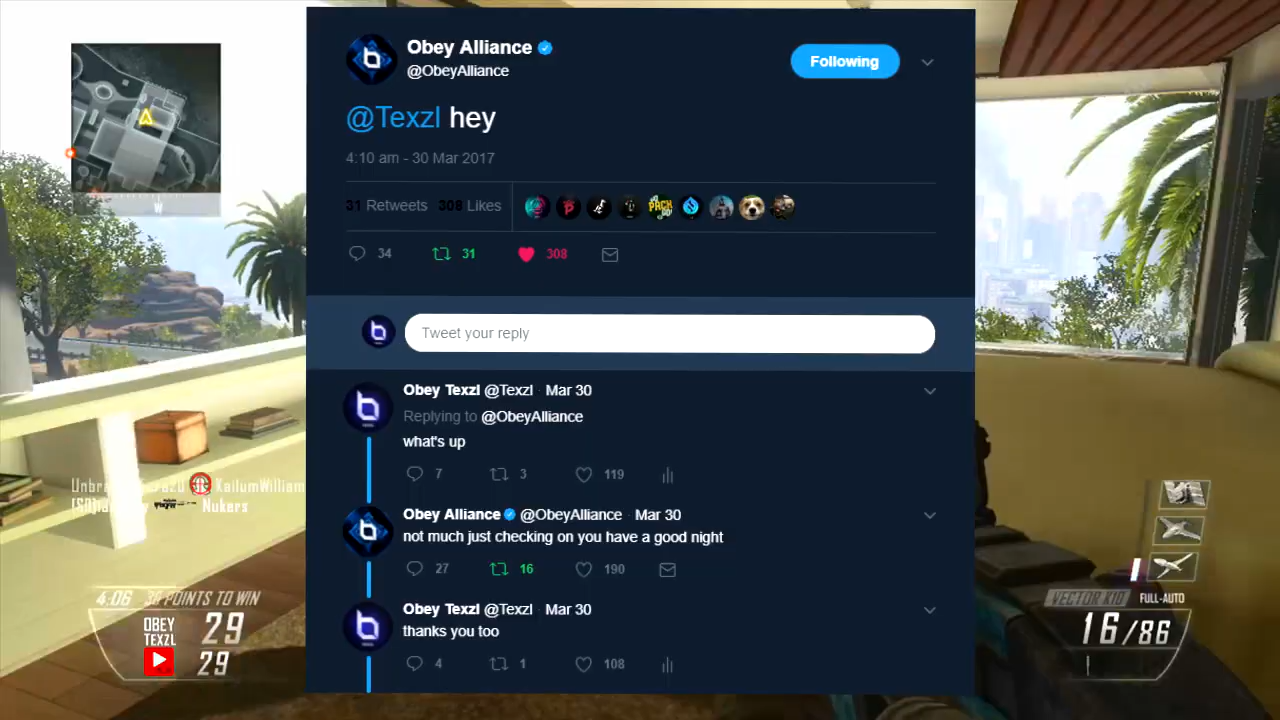 Obey Alliance
@ObeyAlliance
Following
@Texzl hey
4:10 am - 30 Mar 2017
31 Retweets 308 Likes
34 31 308
Tweet your reply
Obey Texzl @Texzl · Mar 30
Replying to @ObeyAlliance
what's up
7 3 119
Obey Alliance @ObeyAlliance · Mar 30
not much just checking on you have a good night
27 16 190
Obey Texzl @Texzl · Mar 30
thanks you too
4 1 108
W
KailumWilliam
Nukers
4:06 30 POINTS TO WIN
OBEY
TEXZL
29
29
VECTOR K10 FULL-AUTO
16/86